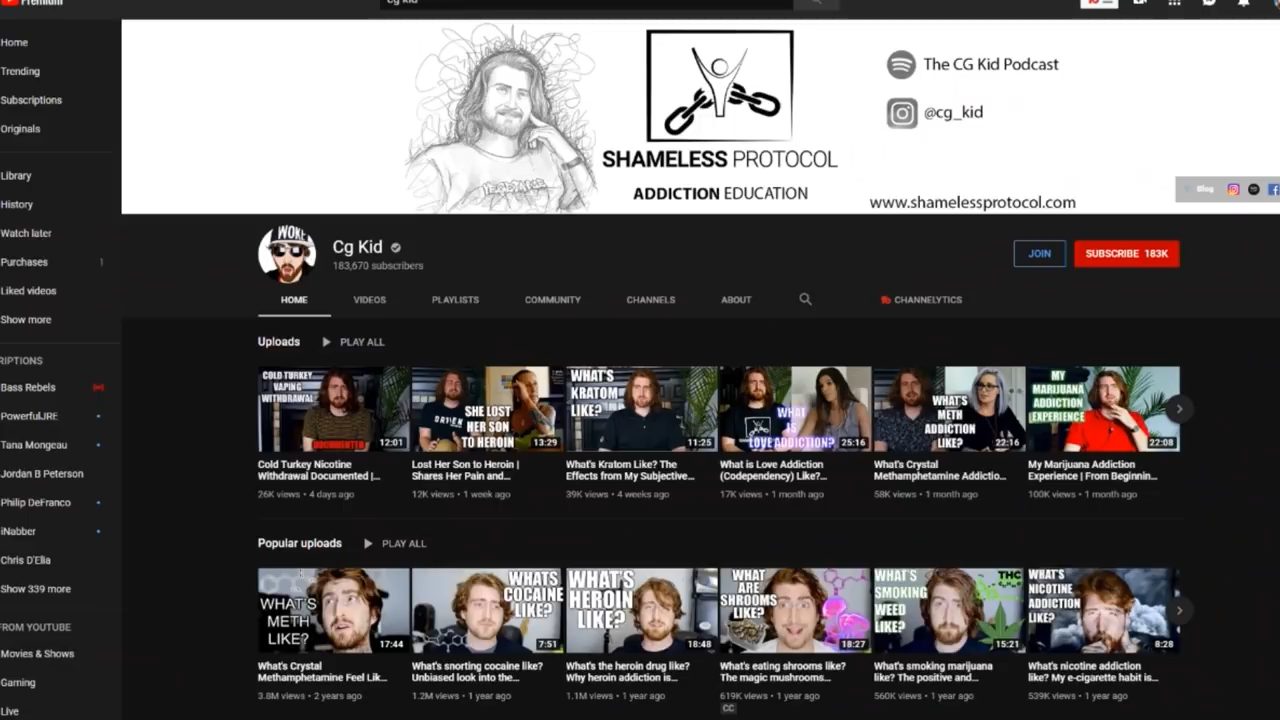 Premium
cg kid
Home
Trending
Subscriptions
Originals
Library
History
Watch later
Purchases 1
Liked videos
Show more
RIPTIONS
Bass Rebels
PowerfulJRE
Tana Mongeau
Jordan B Peterson
Philip DeFranco
iNabber
Chris D'Elia
Show 339 more
FROM YOUTUBE
Movies & Shows
Gaming
Live
SHAMELESS PROTOCOL
ADDICTION EDUCATION
The CG Kid Podcast
@cg_kid
www.shamelessprotocol.com
Blog
WOKE
Cg Kid
183,670 subscribers
JOIN
SUBSCRIBE 183K
HOME VIDEOS PLAYLISTS COMMUNITY CHANNELS ABOUT CHANNELYTICS
Uploads PLAY ALL
COLD TURKEY
VAPING
WITHDRAWAL
DOCUMENTED
12:01
Cold Turkey Nicotine
Withdrawal Documented |...
26K views • 4 days ago
SHE LOST
HER SON
TO HEROIN
13:29
Lost Her Son to Heroin |
Shares Her Pain and...
12K views • 1 week ago
WHAT'S
KRATOM
LIKE?
11:25
What's Kratom Like? The
Effects from My Subjective...
39K views • 4 weeks ago
WHAT
IS
LOVE ADDICTION?
25:16
What is Love Addiction
(Codependency) Like?...
17K views • 1 month ago
WHAT'S
METH
ADDICTION
LIKE?
22:16
What's Crystal
Methamphetamine Addictio...
58K views • 1 month ago
MY
MARIJUANA
ADDICTION
EXPERIENCE
22:08
My Marijuana Addiction
Experience | From Beginnin...
100K views • 1 month ago
Popular uploads PLAY ALL
WHAT'S
METH
LIKE?
17:44
What's Crystal
Methamphetamine Feel Lik...
3.8M views • 2 years ago
WHATS
COCAINE
LIKE?
7:51
What's snorting cocaine like?
Unbiased look into the...
1.2M views • 1 year ago
WHAT'S
HEROIN
LIKE?
18:48
What's the heroin drug like?
Why heroin addiction is...
1.1M views • 1 year ago
WHAT
ARE
SHROOMS
LIKE?
18:27
What's eating shrooms like?
The magic mushrooms...
619K views • 1 year ago
CC
WHAT'S
SMOKING
WEED
LIKE?
THC
15:21
What's smoking marijuana
like? The positive and...
560K views • 1 year ago
WHAT'S
NICOTINE
ADDICTION
LIKE?
8:28
What's nicotine addiction
like? My e-cigarette habit is...
539K views • 1 year ago